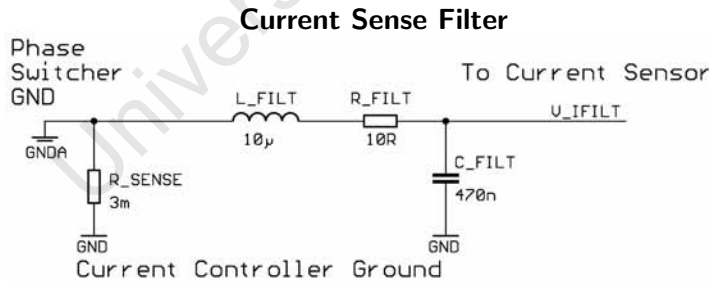 Current Sense Filter
Phase
Switcher
GND
To Current Sensor
L_FILT
R_FILT
V_IFILT
GNDA
10µ
10R
R_SENSE
3m
C_FILT
470n
GND
GND
Current Controller Ground
Univers